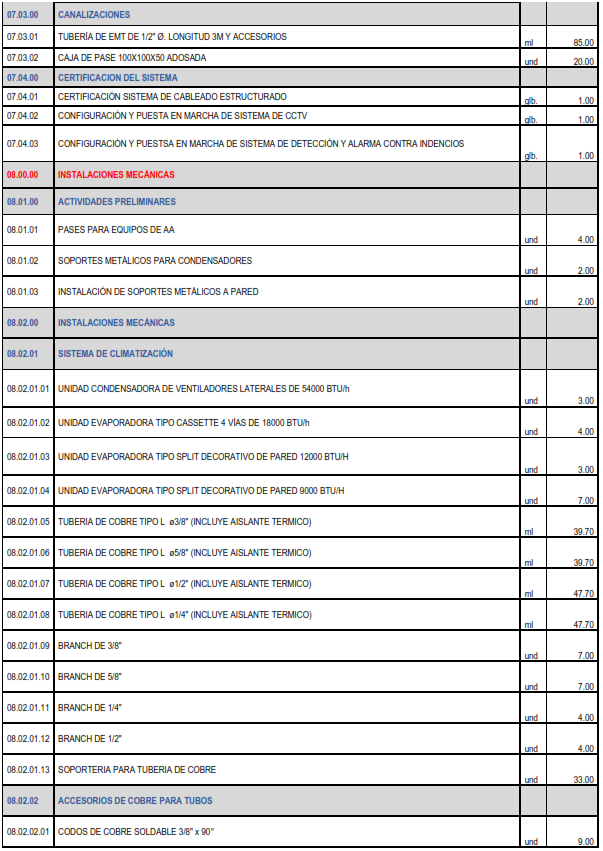 07.03.00 CANALIZACIONES
07.03.01 TUBERÍA DE EMT DE 1/2" Ø. LONGITUD 3M Y ACCESORIOS ml 85.00
07.03.02 CAJA DE PASE 100X100X50 ADOSADA und 20.00
07.04.00 CERTIFICACION DEL SISTEMA
07.04.01 CERTIFICACIÓN SISTEMA DE CABLEADO ESTRUCTURADO glb. 1.00
07.04.02 CONFIGURACIÓN Y PUESTA EN MARCHA DE SISTEMA DE CCTV glb. 1.00
07.04.03 CONFIGURACIÓN Y PUESTSA EN MARCHA DE SISTEMA DE DETECCIÓN Y ALARMA CONTRA INDENCIOS glb. 1.00
08.00.00 INSTALACIONES MECÁNICAS
08.01.00 ACTIVIDADES PRELIMINARES
08.01.01 PASES PARA EQUIPOS DE AA und 4.00
08.01.02 SOPORTES METÁLICOS PARA CONDENSADORES und 2.00
08.01.03 INSTALACIÓN DE SOPORTES METÁLICOS A PARED und 2.00
08.02.00 INSTALACIONES MECÁNICAS
08.02.01 SISTEMA DE CLIMATIZACIÓN
08.02.01.01 UNIDAD CONDENSADORA DE VENTILADORES LATERALES DE 54000 BTU/h und 3.00
08.02.01.02 UNIDAD EVAPORADORA TIPO CASSETTE 4 VÍAS DE 18000 BTU/h und 4.00
08.02.01.03 UNIDAD EVAPORADORA TIPO SPLIT DECORATIVO DE PARED 12000 BTU/H und 3.00
08.02.01.04 UNIDAD EVAPORADORA TIPO SPLIT DECORATIVO DE PARED 9000 BTU/H und 7.00
08.02.01.05 TUBERIA DE COBRE TIPO L ø3/8" (INCLUYE AISLANTE TERMICO) ml 39.70
08.02.01.06 TUBERIA DE COBRE TIPO L ø5/8" (INCLUYE AISLANTE TERMICO) ml 39.70
08.02.01.07 TUBERIA DE COBRE TIPO L ø1/2" (INCLUYE AISLANTE TERMICO) ml 47.70
08.02.01.08 TUBERIA DE COBRE TIPO L ø1/4" (INCLUYE AISLANTE TERMICO) ml 47.70
08.02.01.09 BRANCH DE 3/8" und 7.00
08.02.01.10 BRANCH DE 5/8" und 7.00
08.02.01.11 BRANCH DE 1/4" und 4.00
08.02.01.12 BRANCH DE 1/2" und 4.00
08.02.01.13 SOPORTERIA PARA TUBERIA DE COBRE und 33.00
08.02.02 ACCESORIOS DE COBRE PARA TUBOS
08.02.02.01 CODOS DE COBRE SOLDABLE 3/8" x 90° und 9.00